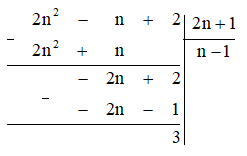 2n² - n + 2 2n + 1
-
2n² + n n - 1
- 2n + 2
-
- 2n - 1
3